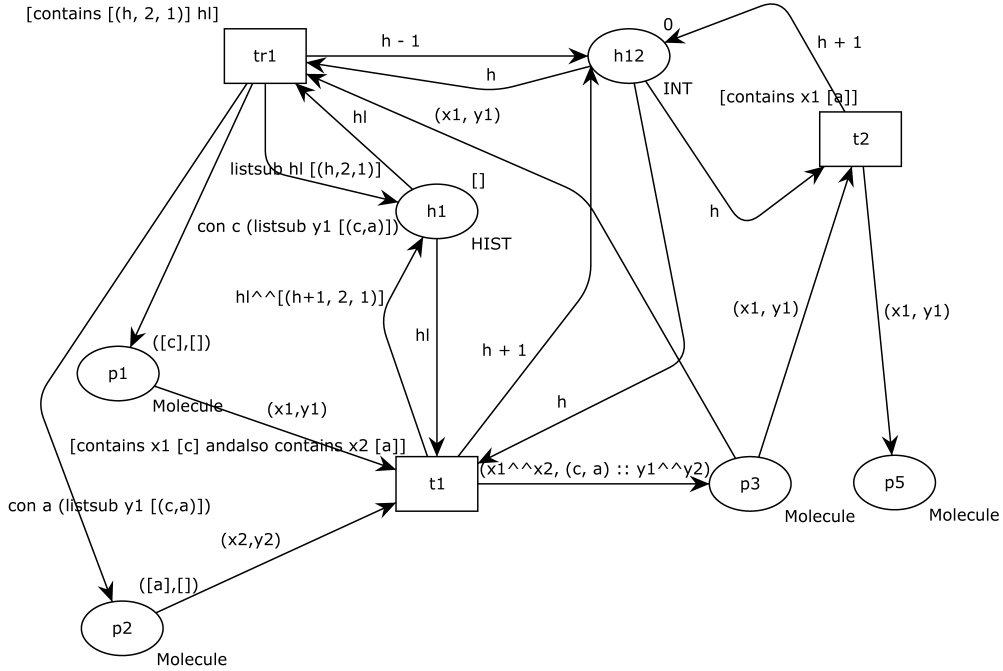 [contains [(h, 2, 1)] hl]
0
h - 1
h + 1
tr1
h12
h
INT
[contains x1 [a]]
hl
(x1, y1)
t2
listsub hl [(h,2,1)]
[]
h1
h
con c (listsub y1 [(c,a)])
HIST
hl^^[(h+1, 2, 1)]
(x1, y1)
(x1, y1)
hl
([c],[])
h + 1
p1
Molecule
(x1,y1)
h
[contains x1 [c] andalso contains x2 [a]]
(x1^^x2, (c, a) :: y1^^y2)
t1
p3
p5
con a (listsub y1 [(c,a)])
Molecule
Molecule
(x2,y2)
([a],[])
p2
Molecule